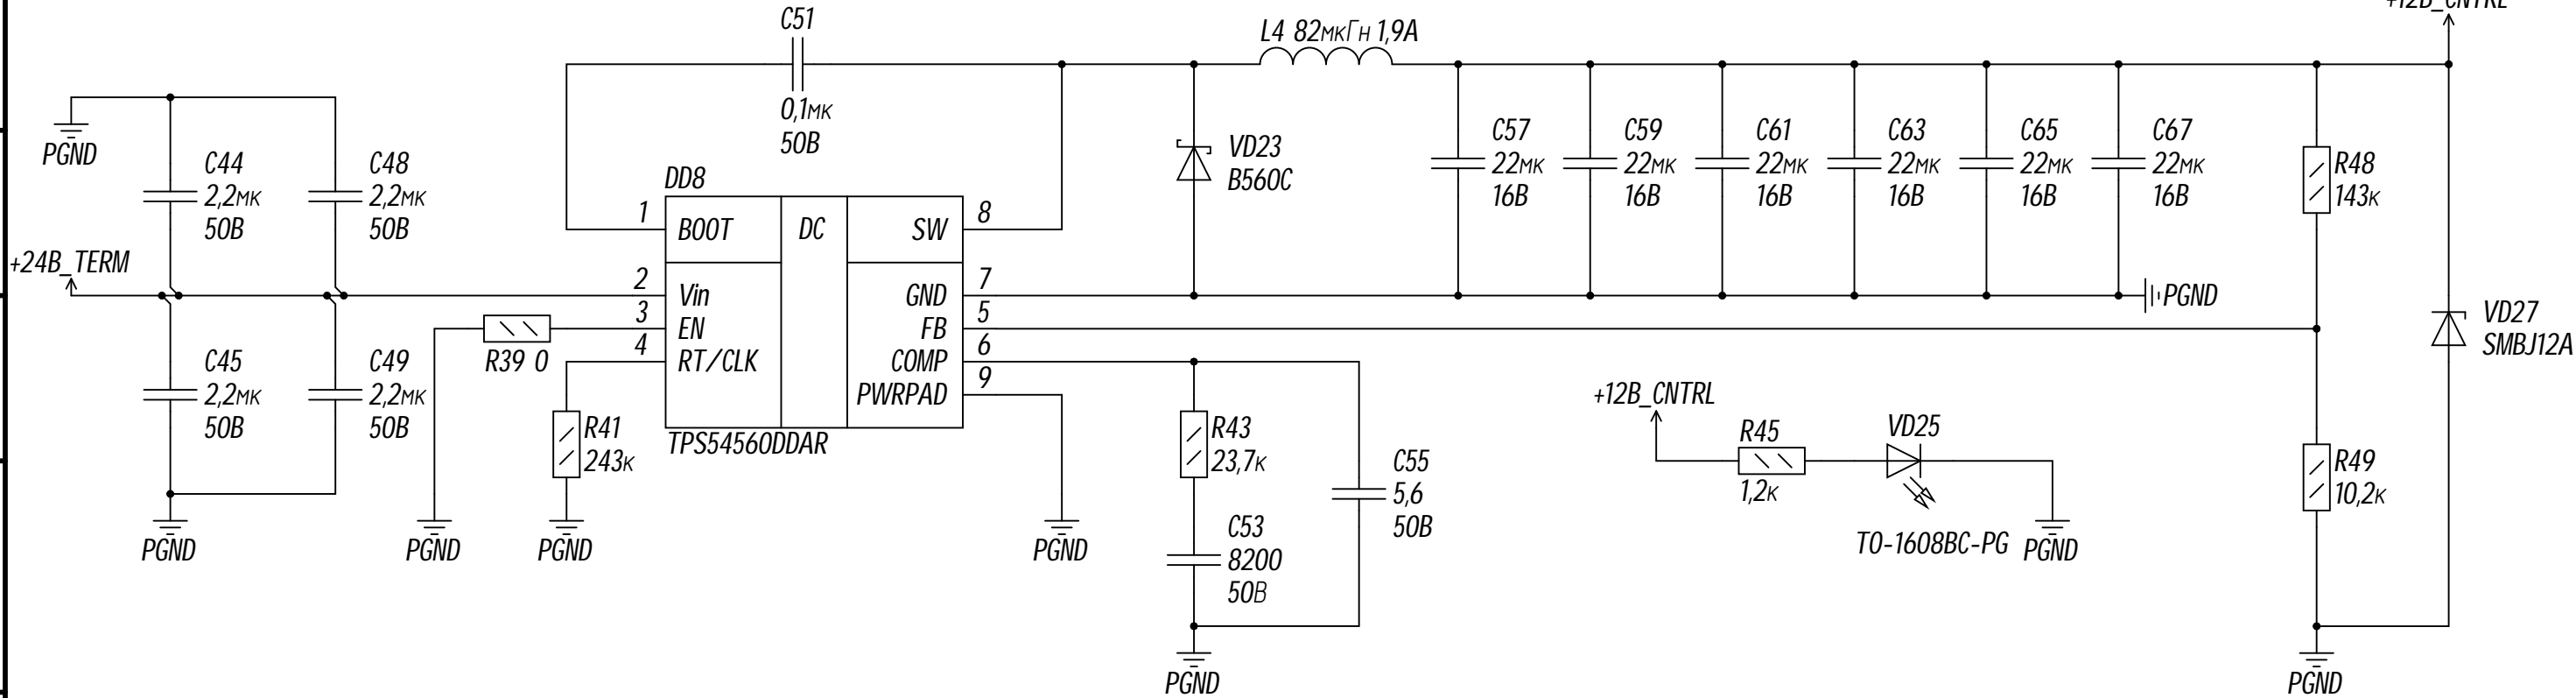 +12В_CNTRL
C51
0,1мк
50В
L4 82мкГн 1,9А
PGND
C44
2,2мк
50В
C48
2,2мк
50В
+24В_TERM
C45
2,2мк
50В
C49
2,2мк
50В
PGND
DD8
1
BOOT
DC
SW
8
2
Vin
GND
7
3
EN
FB
5
4
RT/CLK
COMP
6
PWRPAD
9
TPS54560DDAR
R39 0
PGND
R41
243к
PGND
PGND
VD23
B560C
C57
22мк
16В
C59
22мк
16В
C61
22мк
16В
C63
22мк
16В
C65
22мк
16В
C67
22мк
16В
PGND
R48
143к
VD27
SMBJ12A
R43
23,7к
C53
8200
50В
C55
5,6
50В
PGND
+12В_CNTRL
R45
1,2к
VD25
TO-1608BC-PG
PGND
R49
10,2к
PGND